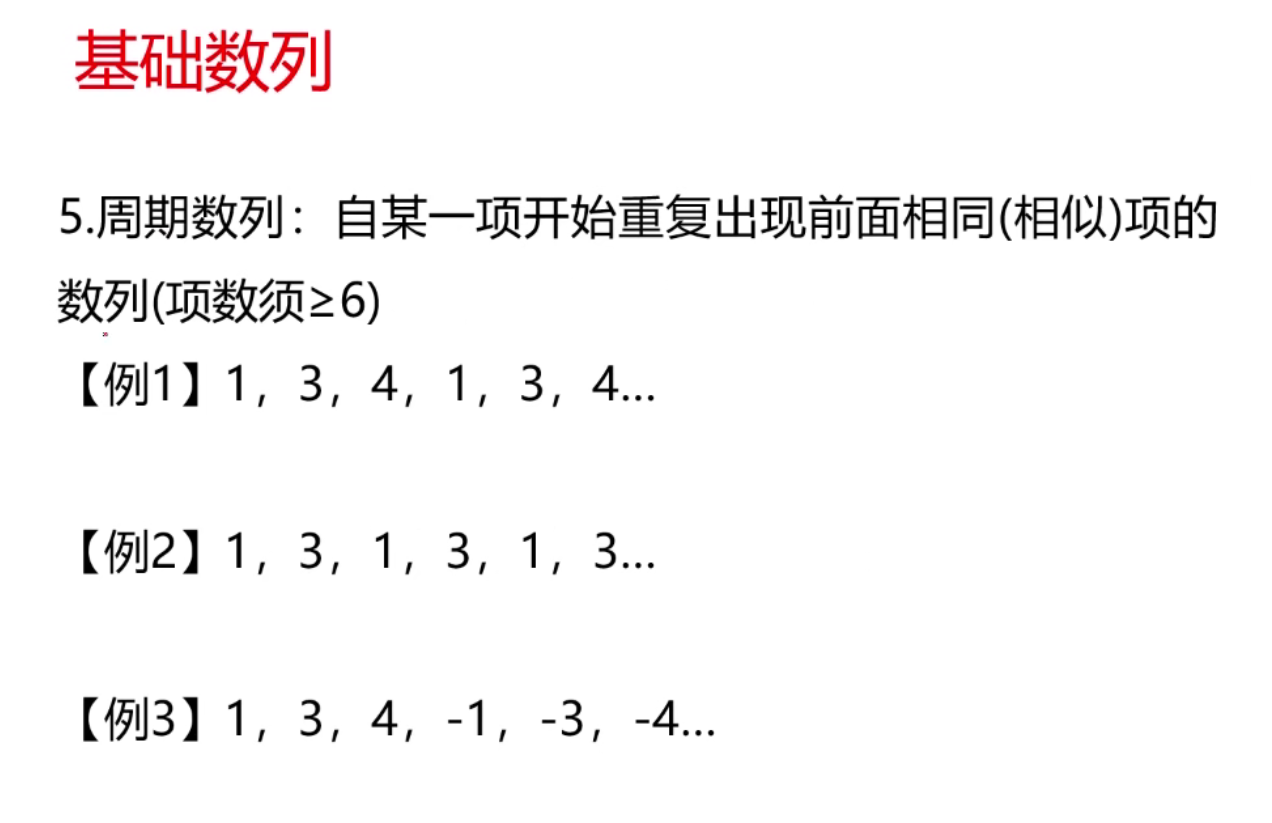 基础数列
5.周期数列：自某一项开始重复出现前面相同(相似)项的
数列(项数须≥6)
【例1】1，3，4，1，3，4...
【例2】1，3，1，3，1，3...
【例3】1，3，4，-1，-3，-4...